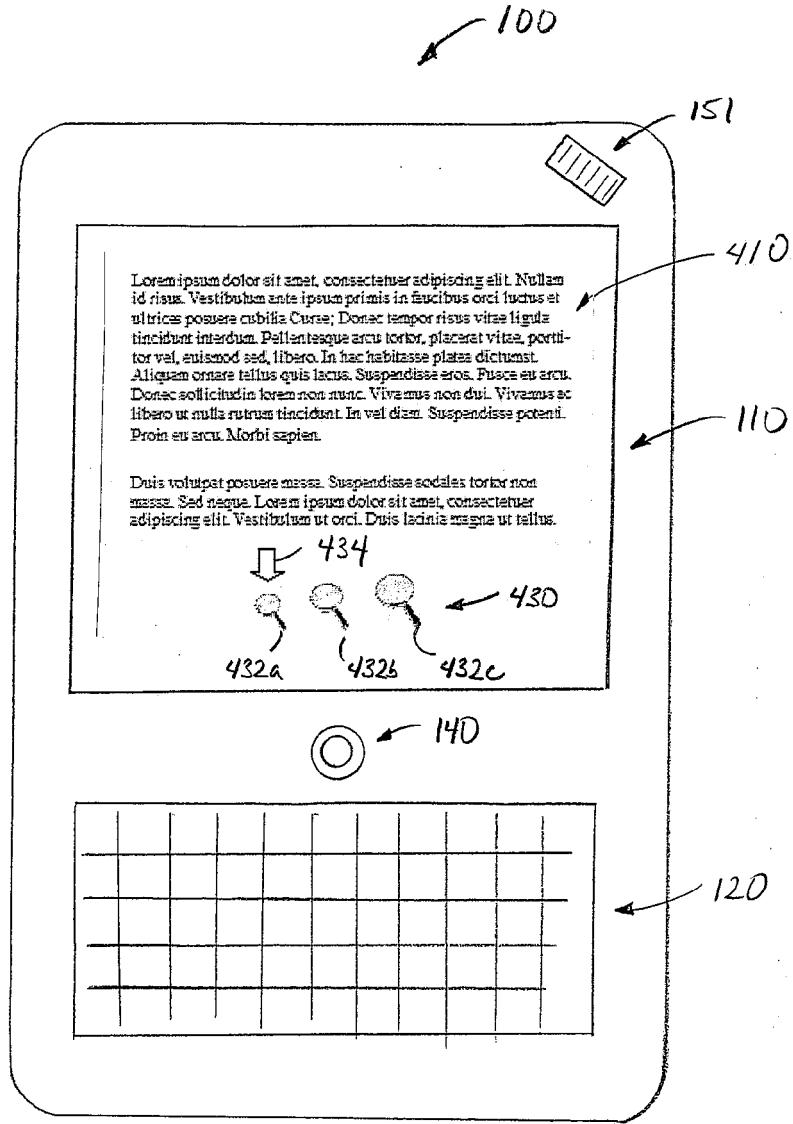 100
151
410
Lorem ipsum dolor sit amet, consectetuer adipiscing elit. Nullam
id risus. Vestibulum ante ipsum primis in faucibus orci luctus et
ultrices posuere cubilia Curae; Donec tempor risus vitae ligula
tincidunt interdum. Pellentesque arcu tortor, placerat vitae, portti-
tor vel, euismod sed, libero. In hac habitasse platea dictumst.
Aliquam ornare tellus quis lacus. Suspendisse eros. Fusce eu arcu.
Donec sollicitudin lorem non nunc. Vivamus non dui. Vivamus ac
libero ut nulla rutrum tincidunt. In vel diam. Suspendisse potenti.
Proin eu arcu. Morbi sapien.
110
Duis volutpat posuere massa. Suspendisse sodales tortor non
massa. Sed neque. Lorem ipsum dolor sit amet, consectetuer
adipiscing elit. Vestibulum ut orci. Duis lacinia magna ut tellus.
434
430
432a 432b 432c
140
120